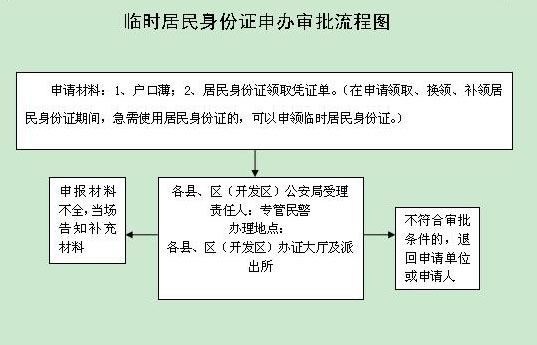 临时居民身份证申办审批流程图
申请材料：1、户口薄；2、居民身份证领取凭证单。（在申请领取、换领、补领居
民身份证期间，急需使用居民身份证的，可以申领临时居民身份证。）
申报材料
不全，当场
告知补充
材料
各县、区（开发区）公安局受理
责任人：专管民警
办理地点：
各县、区（开发区）办证大厅及派
出所
不符合审批
条件的，退
回申请单位
或申请人